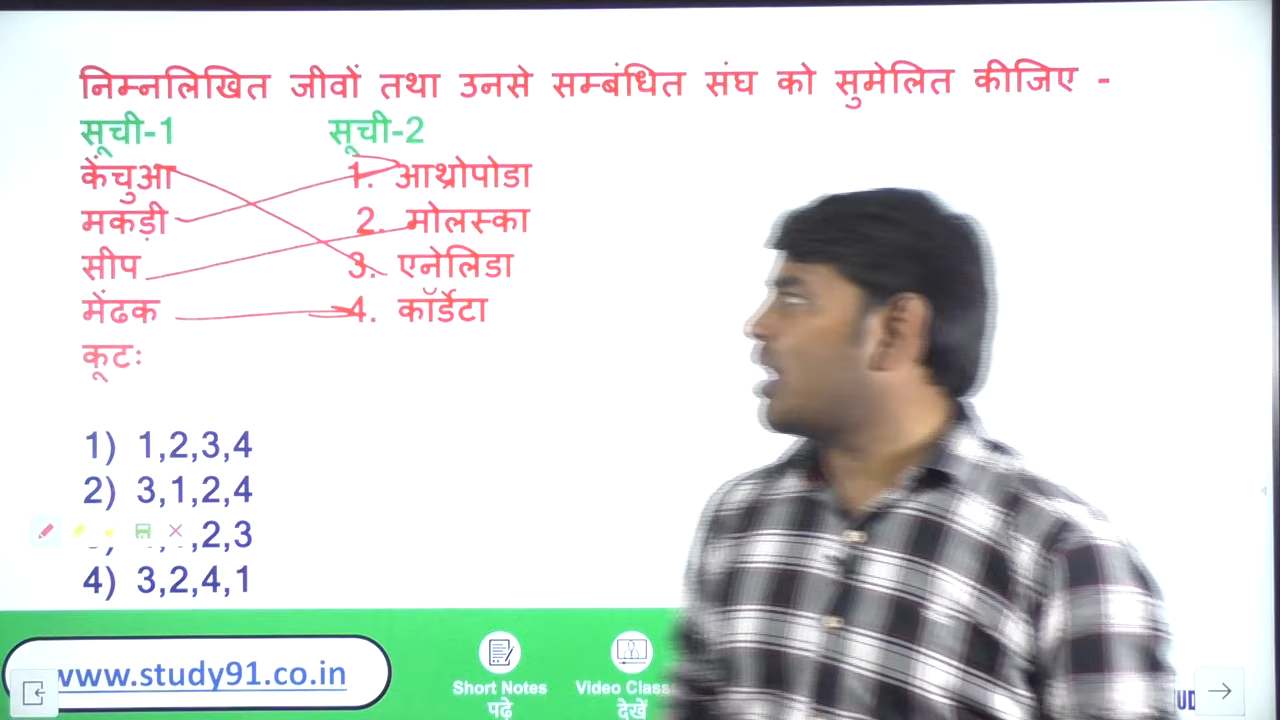 निम्नलिखित जीवों तथा उनसे सम्बंधित संघ को सुमेलित कीजिए -
सूची-1 सूची-2
केंचुआ 1. आथ्रोपोडा
मकड़ी 2. मोलस्का
सीप 3. एनेलिडा
मेंढक 4. कॉर्डेटा
कूटः
1) 1,2,3,4
2) 3,1,2,4
,2,3
4) 3,2,4,1
www.study91.co.in
Short Notes
पढ़े
Video Class
देखें